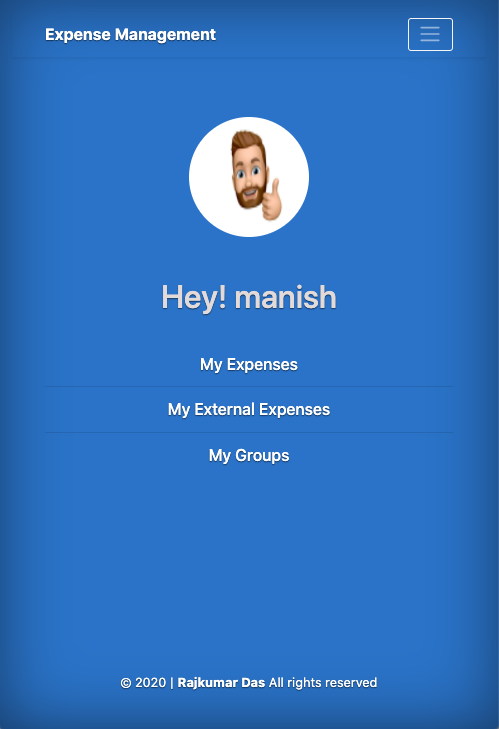 Expense Management
Hey! manish
My Expenses
My External Expenses
My Groups
© 2020 | Rajkumar Das All rights reserved